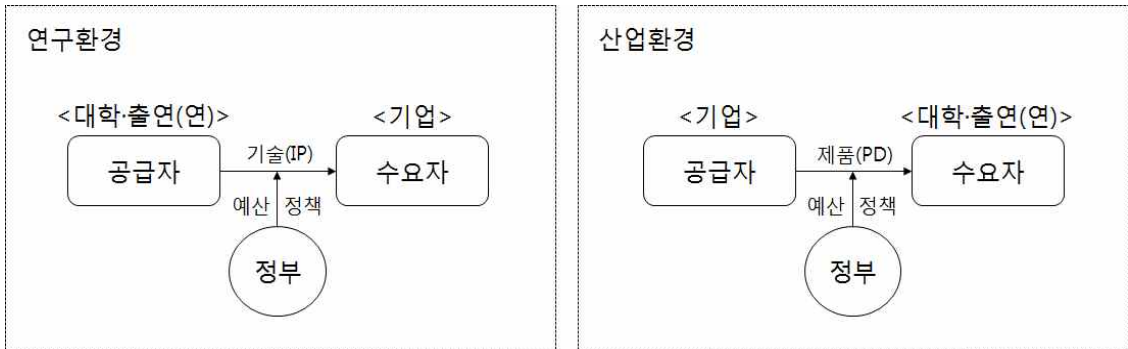 연구환경
<대학·출연(연)>
<기업>
공급자
기술(IP)
수요자
예산
정책
정부
산업환경
<기업>
<대학·출연(연)>
공급자
제품(PD)
수요자
예산
정책
정부